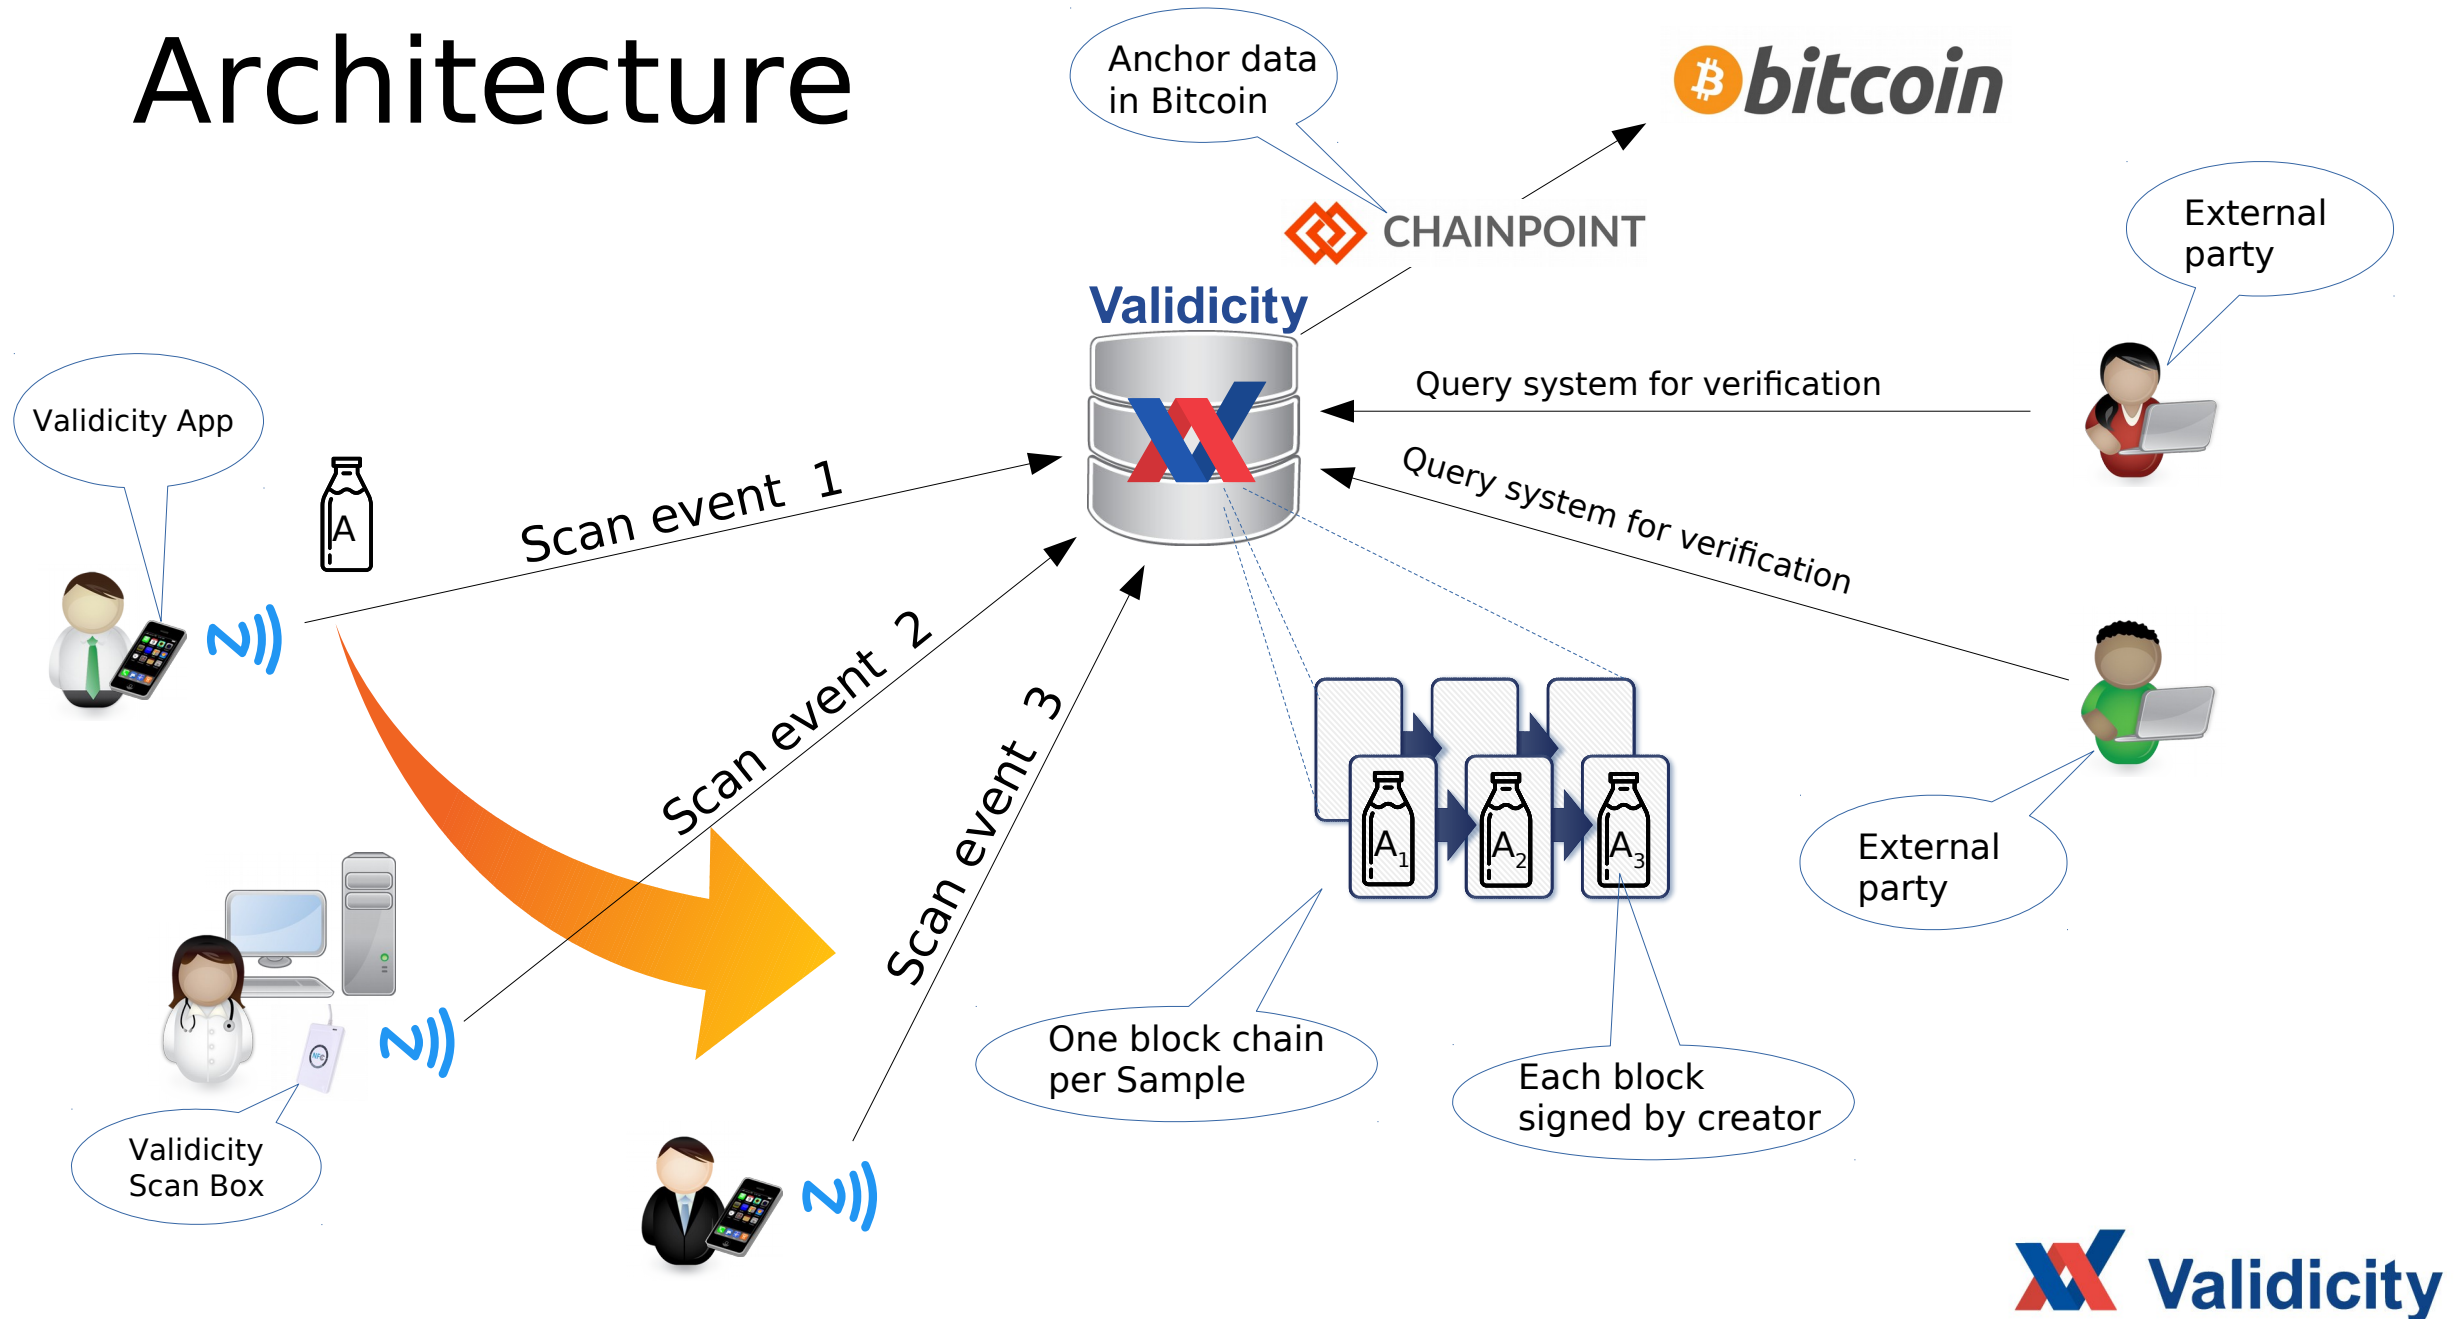 Architecture
Anchor data
in Bitcoin
bitcoin
CHAINPOINT
External
party
Validicity
Validicity App
A
Scan event 1
Query system for verification
Query system for verification
Scan event 2
Scan event 3
A1
A2
A3
External
party
One block chain
per Sample
Each block
signed by creator
NFC
Validicity
Scan Box
Validicity